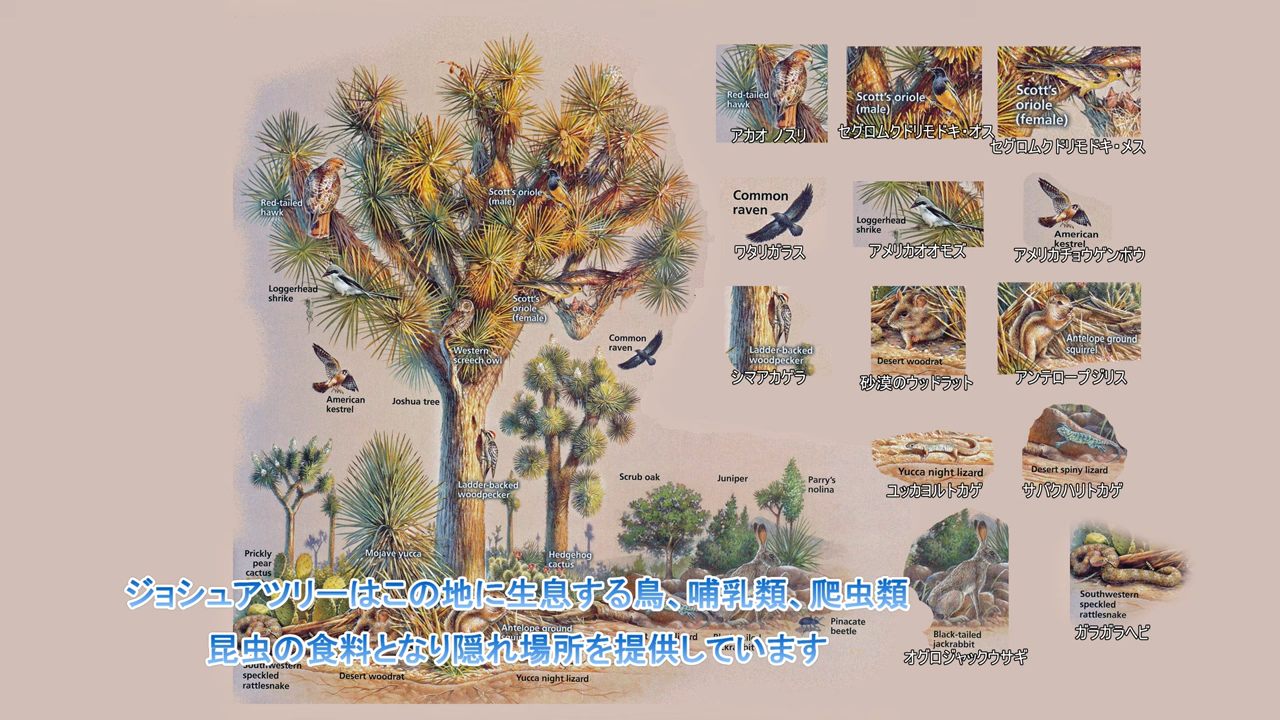 Red-tailed
hawk
Scott's oriole
(male)
Loggerhead
shrike
Scott's
oriole
(female)
Western
screech owl
Common
raven
American
kestrel
Joshua tree
Ladder-backed
woodpecker
Scrub oak
Juniper
Parry's
nolina
Prickly
pear
cactus
Mojave yucca
Hedgehog
cactus
ジョシュアツリーはこの地に生息する鳥、哺乳類、爬虫類
昆虫の食料となり隠れ場所を提供しています
Antelope ground
Pinacate
beetle
Southwestern
speckled
rattlesnake
Desert woodrat
Yucca night lizard
Red-tailed
hawk
アカオ ノスリ
Scott's oriole
(male)
セグロムクドリモドキ・オス
Scott's
oriole
(female)
セグロムクドリモドキ・メス
Common
raven
ワタリガラス
Loggerhead
shrike
アメリカオオモズ
American
kestrel
アメリカチョウゲンボウ
Ladder-backed
woodpecker
シマアカゲラ
Desert woodrat
砂漠のウッドラット
Antelope ground
squirrel
アンテロープジリス
Yucca night lizard
ユッカヨルトカゲ
Desert spiny lizard
サバクハリトカゲ
Black-tailed
jackrabbit
オグロジャックウサギ
Southwestern
speckled
rattlesnake
ガラガラヘビ